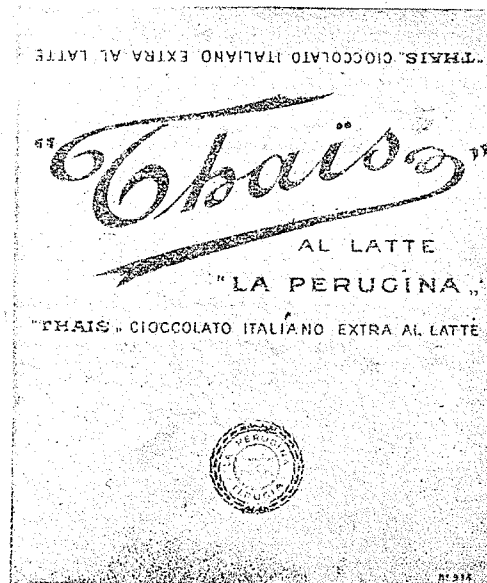 "THAIS" CIOCCOLATO ITALIANO EXTRA AL LATTE
"Thaïs"
AL LATTE
"LA PERUGINA"
"THAIS" CIOCCOLATO ITALIANO EXTRA AL LATTE
LA PERUGINA
PERUGIA